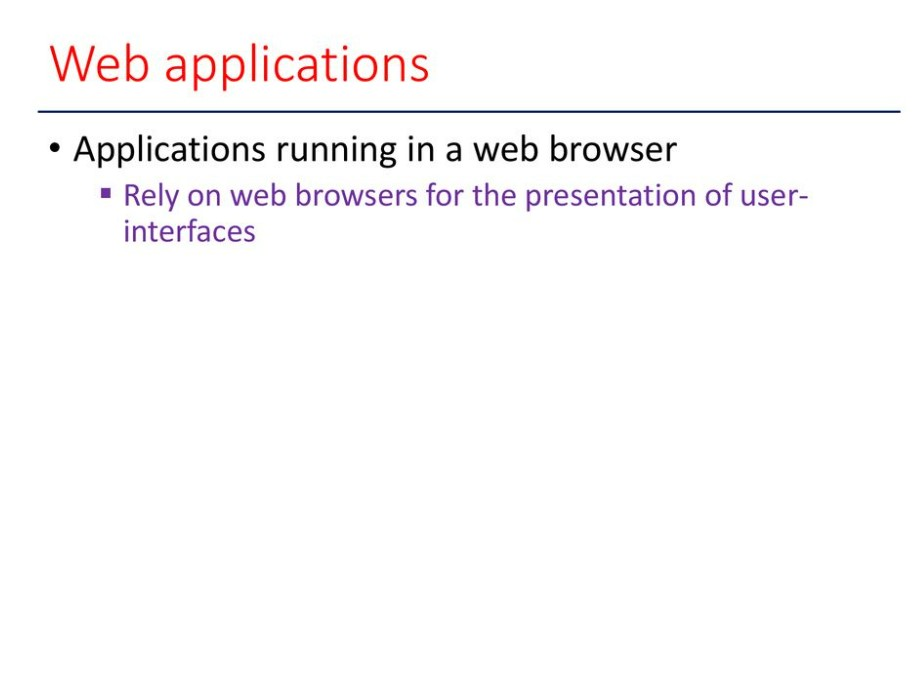 Web applications
• Applications running in a web browser
▪ Rely on web browsers for the presentation of user-
interfaces